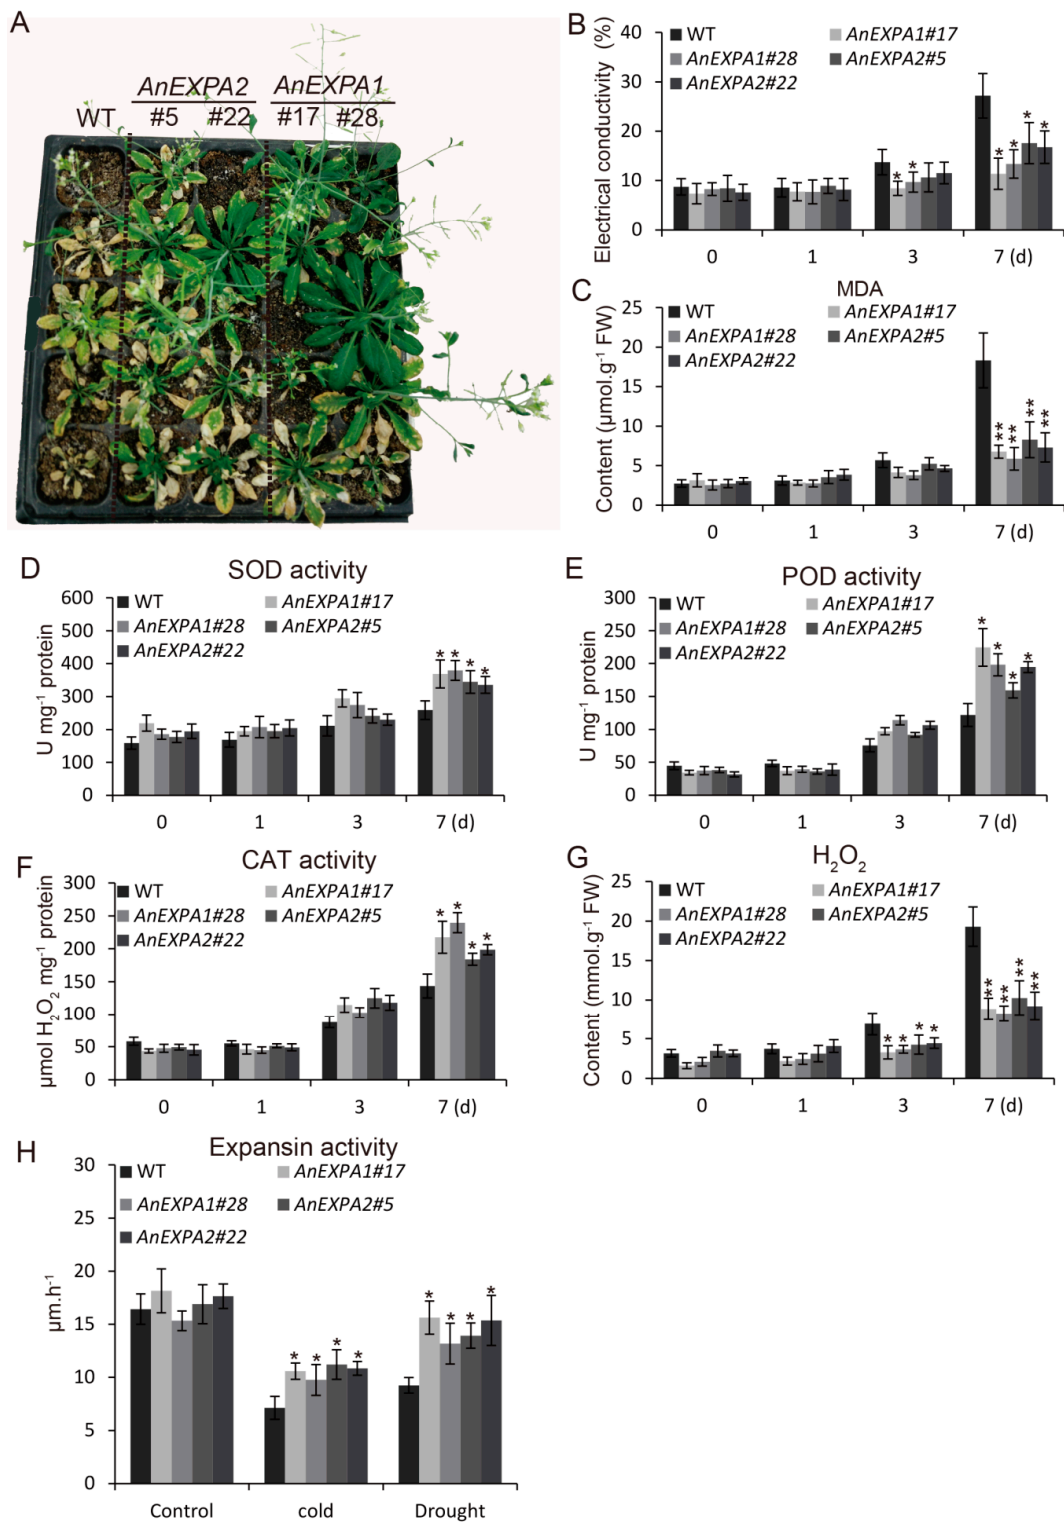 A
AnEXPA2 AnEXPA1
WT #5 #22 #17 #28
B
Electrical conductivity (%)
40
30
20
10
0
WT AnEXPA1#17
AnEXPA1#28 AnEXPA2#5
AnEXPA2#22
* * * * * *
0 1 3 7 (d)
C
MDA
Content (μmol.g⁻¹ FW)
25
20
15
10
5
0
WT AnEXPA1#17
AnEXPA1#28 AnEXPA2#5
AnEXPA2#22
** ** ** **
0 1 3 7 (d)
D
SOD activity
U mg⁻¹ protein
600
500
400
300
200
100
0
WT AnEXPA1#17
AnEXPA1#28 AnEXPA2#5
AnEXPA2#22
* * * *
0 1 3 7 (d)
E
POD activity
U mg⁻¹ protein
300
250
200
150
100
50
0
WT AnEXPA1#17
AnEXPA1#28 AnEXPA2#5
AnEXPA2#22
* * * *
0 1 3 7 (d)
F
CAT activity
μmol H₂O₂ mg⁻¹ protein
300
250
200
150
100
50
0
WT AnEXPA1#17
AnEXPA1#28 AnEXPA2#5
AnEXPA2#22
* * * *
0 1 3 7 (d)
G
H₂O₂
Content (mmol.g⁻¹ FW)
25
20
15
10
5
0
WT AnEXPA1#17
AnEXPA1#28 AnEXPA2#5
AnEXPA2#22
* * * * ** ** ** **
0 1 3 7 (d)
H
Expansin activity
μm.h⁻¹
30
25
20
15
10
5
0
WT AnEXPA1#17
AnEXPA1#28 AnEXPA2#5
AnEXPA2#22
* * * * * * * *
Control cold Drought